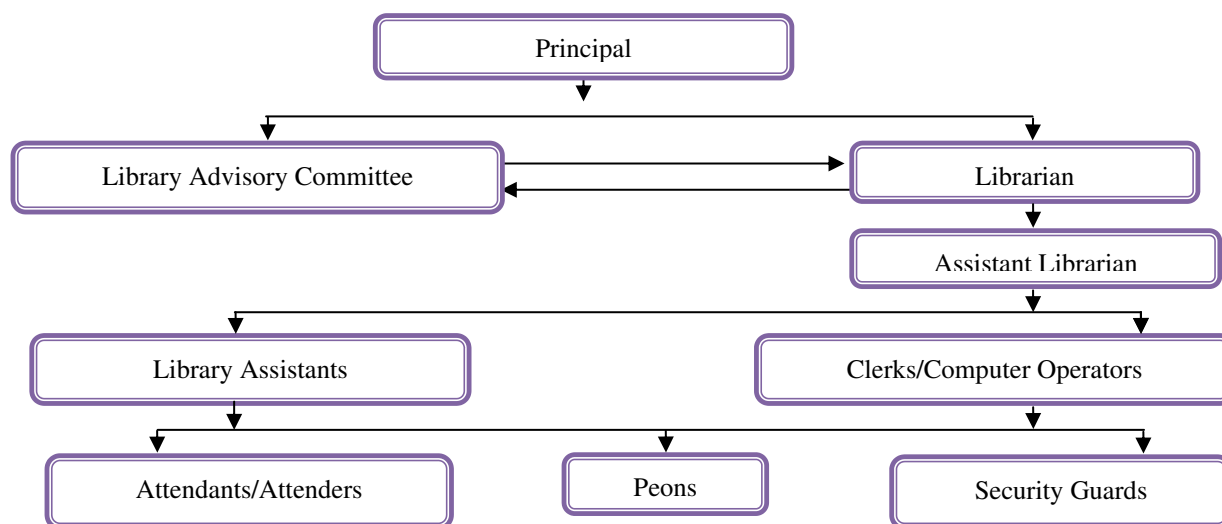 Principal
Library Advisory Committee
Librarian
Assistant Librarian
Library Assistants
Clerks/Computer Operators
Attendants/Attenders
Peons
Security Guards